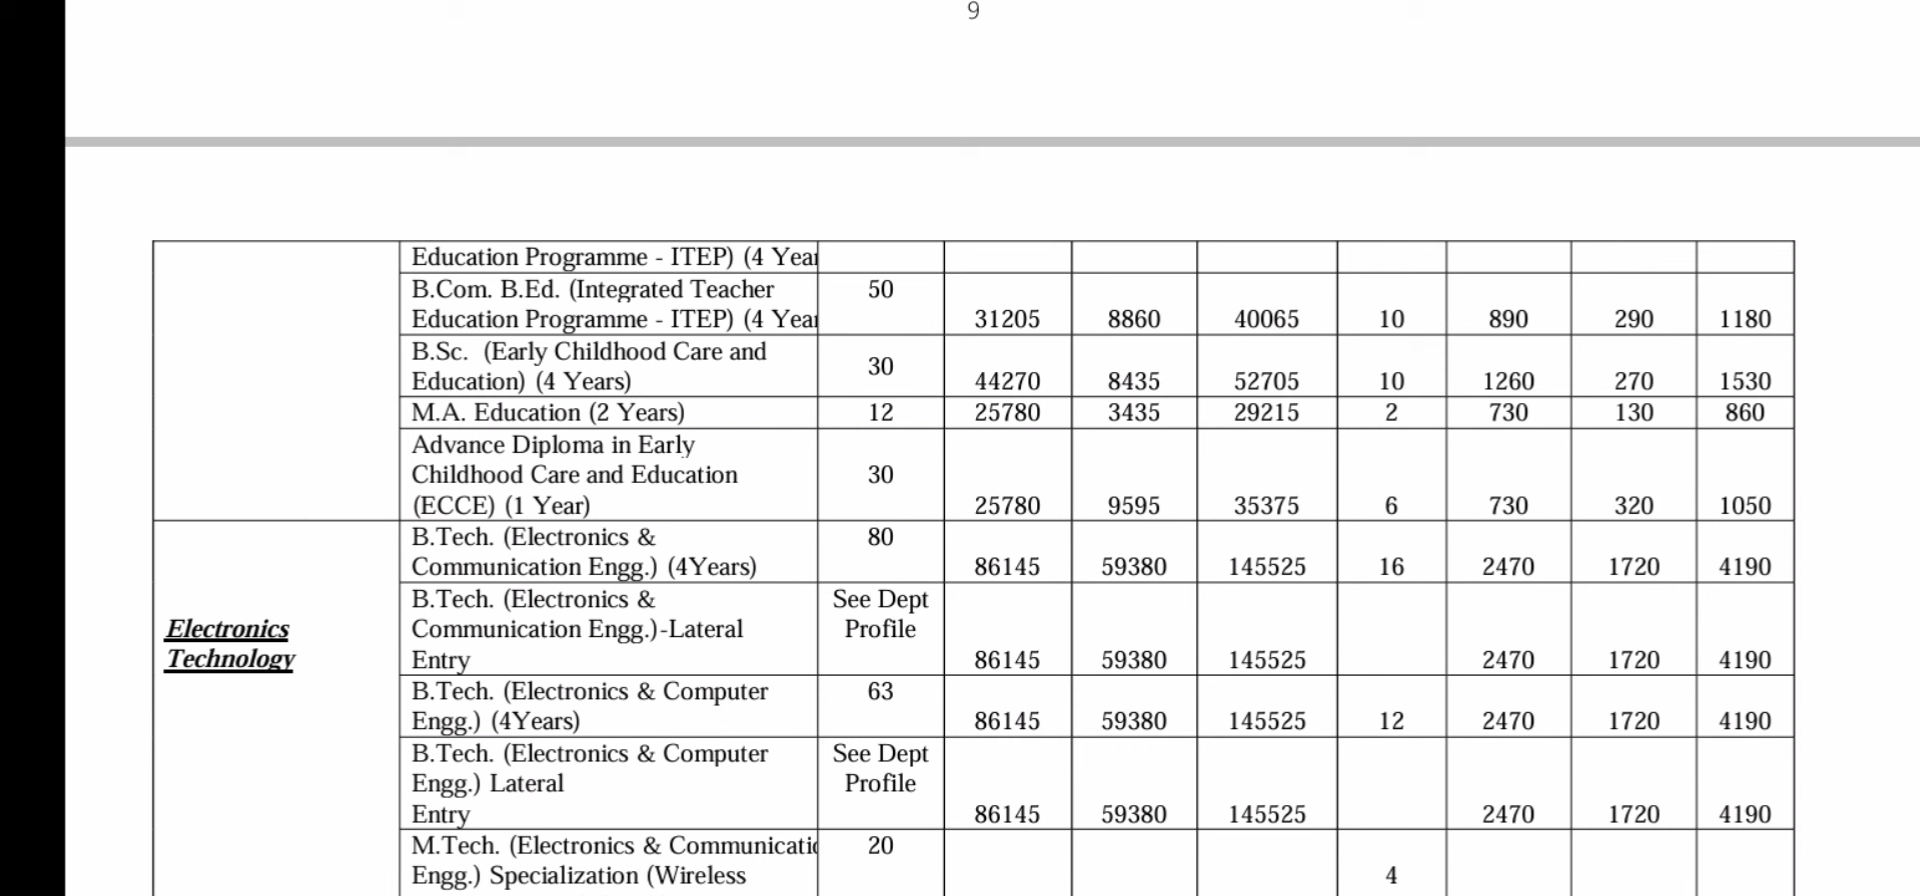 9
Education Programme - ITEP) (4 Year
B.Com. B.Ed. (Integrated Teacher 50
Education Programme - ITEP) (4 Year 31205 8860 40065 10 890 290 1180
B.Sc. (Early Childhood Care and
30
Education) (4 Years) 44270 8435 52705 10 1260 270 1530
M.A. Education (2 Years) 12 25780 3435 29215 2 730 130 860
Advance Diploma in Early
Childhood Care and Education 30
(ECCE) (1 Year) 25780 9595 35375 6 730 320 1050
B.Tech. (Electronics & 80
Communication Engg.) (4Years) 86145 59380 145525 16 2470 1720 4190
B.Tech. (Electronics & See Dept
Electronics Communication Engg.)-Lateral Profile
Technology Entry 86145 59380 145525 2470 1720 4190
B.Tech. (Electronics & Computer 63
Engg.) (4Years) 86145 59380 145525 12 2470 1720 4190
B.Tech. (Electronics & Computer See Dept
Engg.) Lateral Profile
Entry 86145 59380 145525 2470 1720 4190
M.Tech. (Electronics & Communicatio 20
Engg.) Specialization (Wireless 4